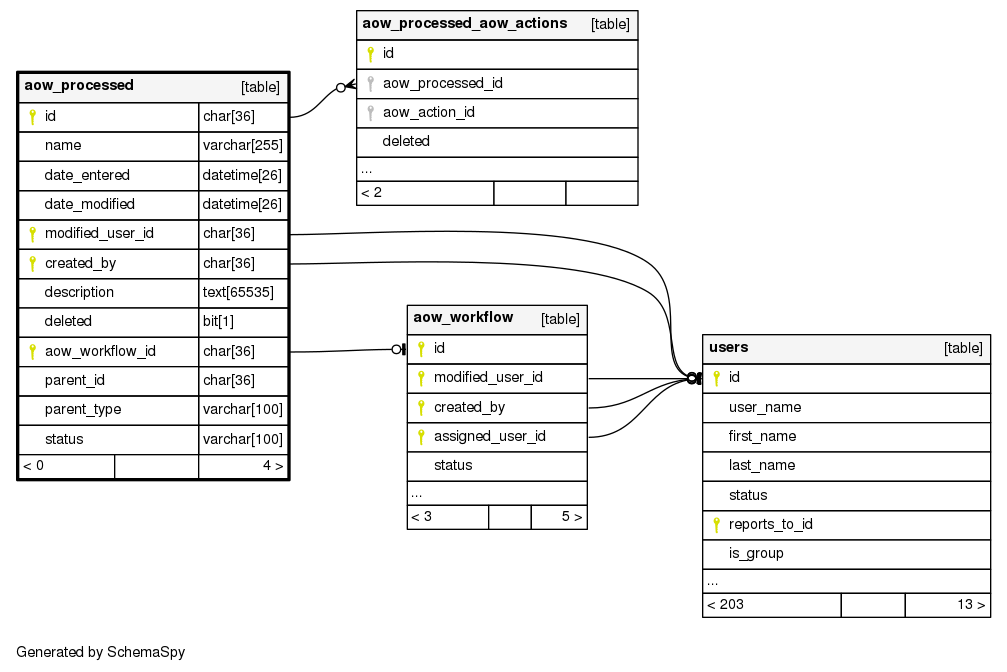 aow_processed_aow_actions [table]
id
aow_processed_id
aow_action_id
deleted
...
< 2
aow_processed [table]
id char[36]
name varchar[255]
date_entered datetime[26]
date_modified datetime[26]
modified_user_id char[36]
created_by char[36]
description text[65535]
deleted bit[1]
aow_workflow_id char[36]
parent_id char[36]
parent_type varchar[100]
status varchar[100]
< 0 4 >
aow_workflow [table]
id
modified_user_id
created_by
assigned_user_id
status
...
< 3 5 >
users [table]
id
user_name
first_name
last_name
status
reports_to_id
is_group
...
< 203 13 >
Generated by SchemaSpy